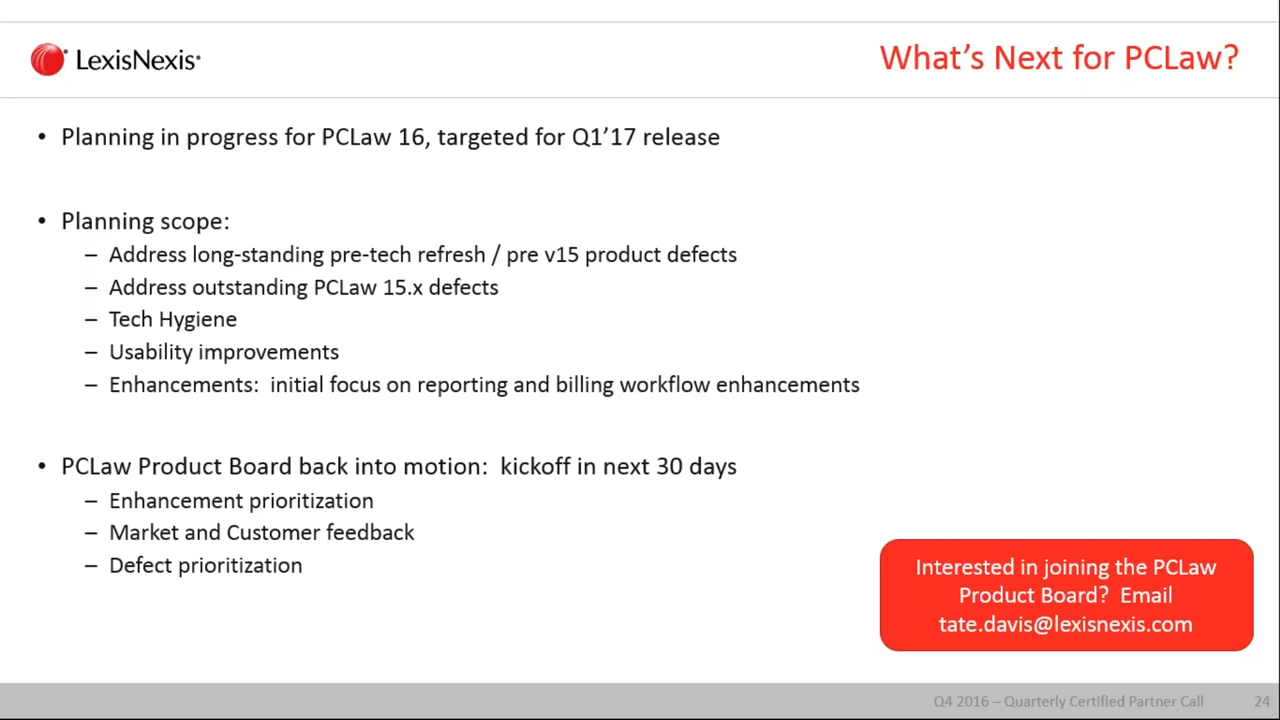 LexisNexis®
What's Next for PCLaw?
• Planning in progress for PCLaw 16, targeted for Q1'17 release
• Planning scope:
– Address long-standing pre-tech refresh / pre v15 product defects
– Address outstanding PCLaw 15.x defects
– Tech Hygiene
– Usability improvements
– Enhancements: initial focus on reporting and billing workflow enhancements
• PCLaw Product Board back into motion: kickoff in next 30 days
– Enhancement prioritization
– Market and Customer feedback
– Defect prioritization
Interested in joining the PCLaw
Product Board? Email
tate.davis@lexisnexis.com
Q4 2016 – Quarterly Certified Partner Call
24